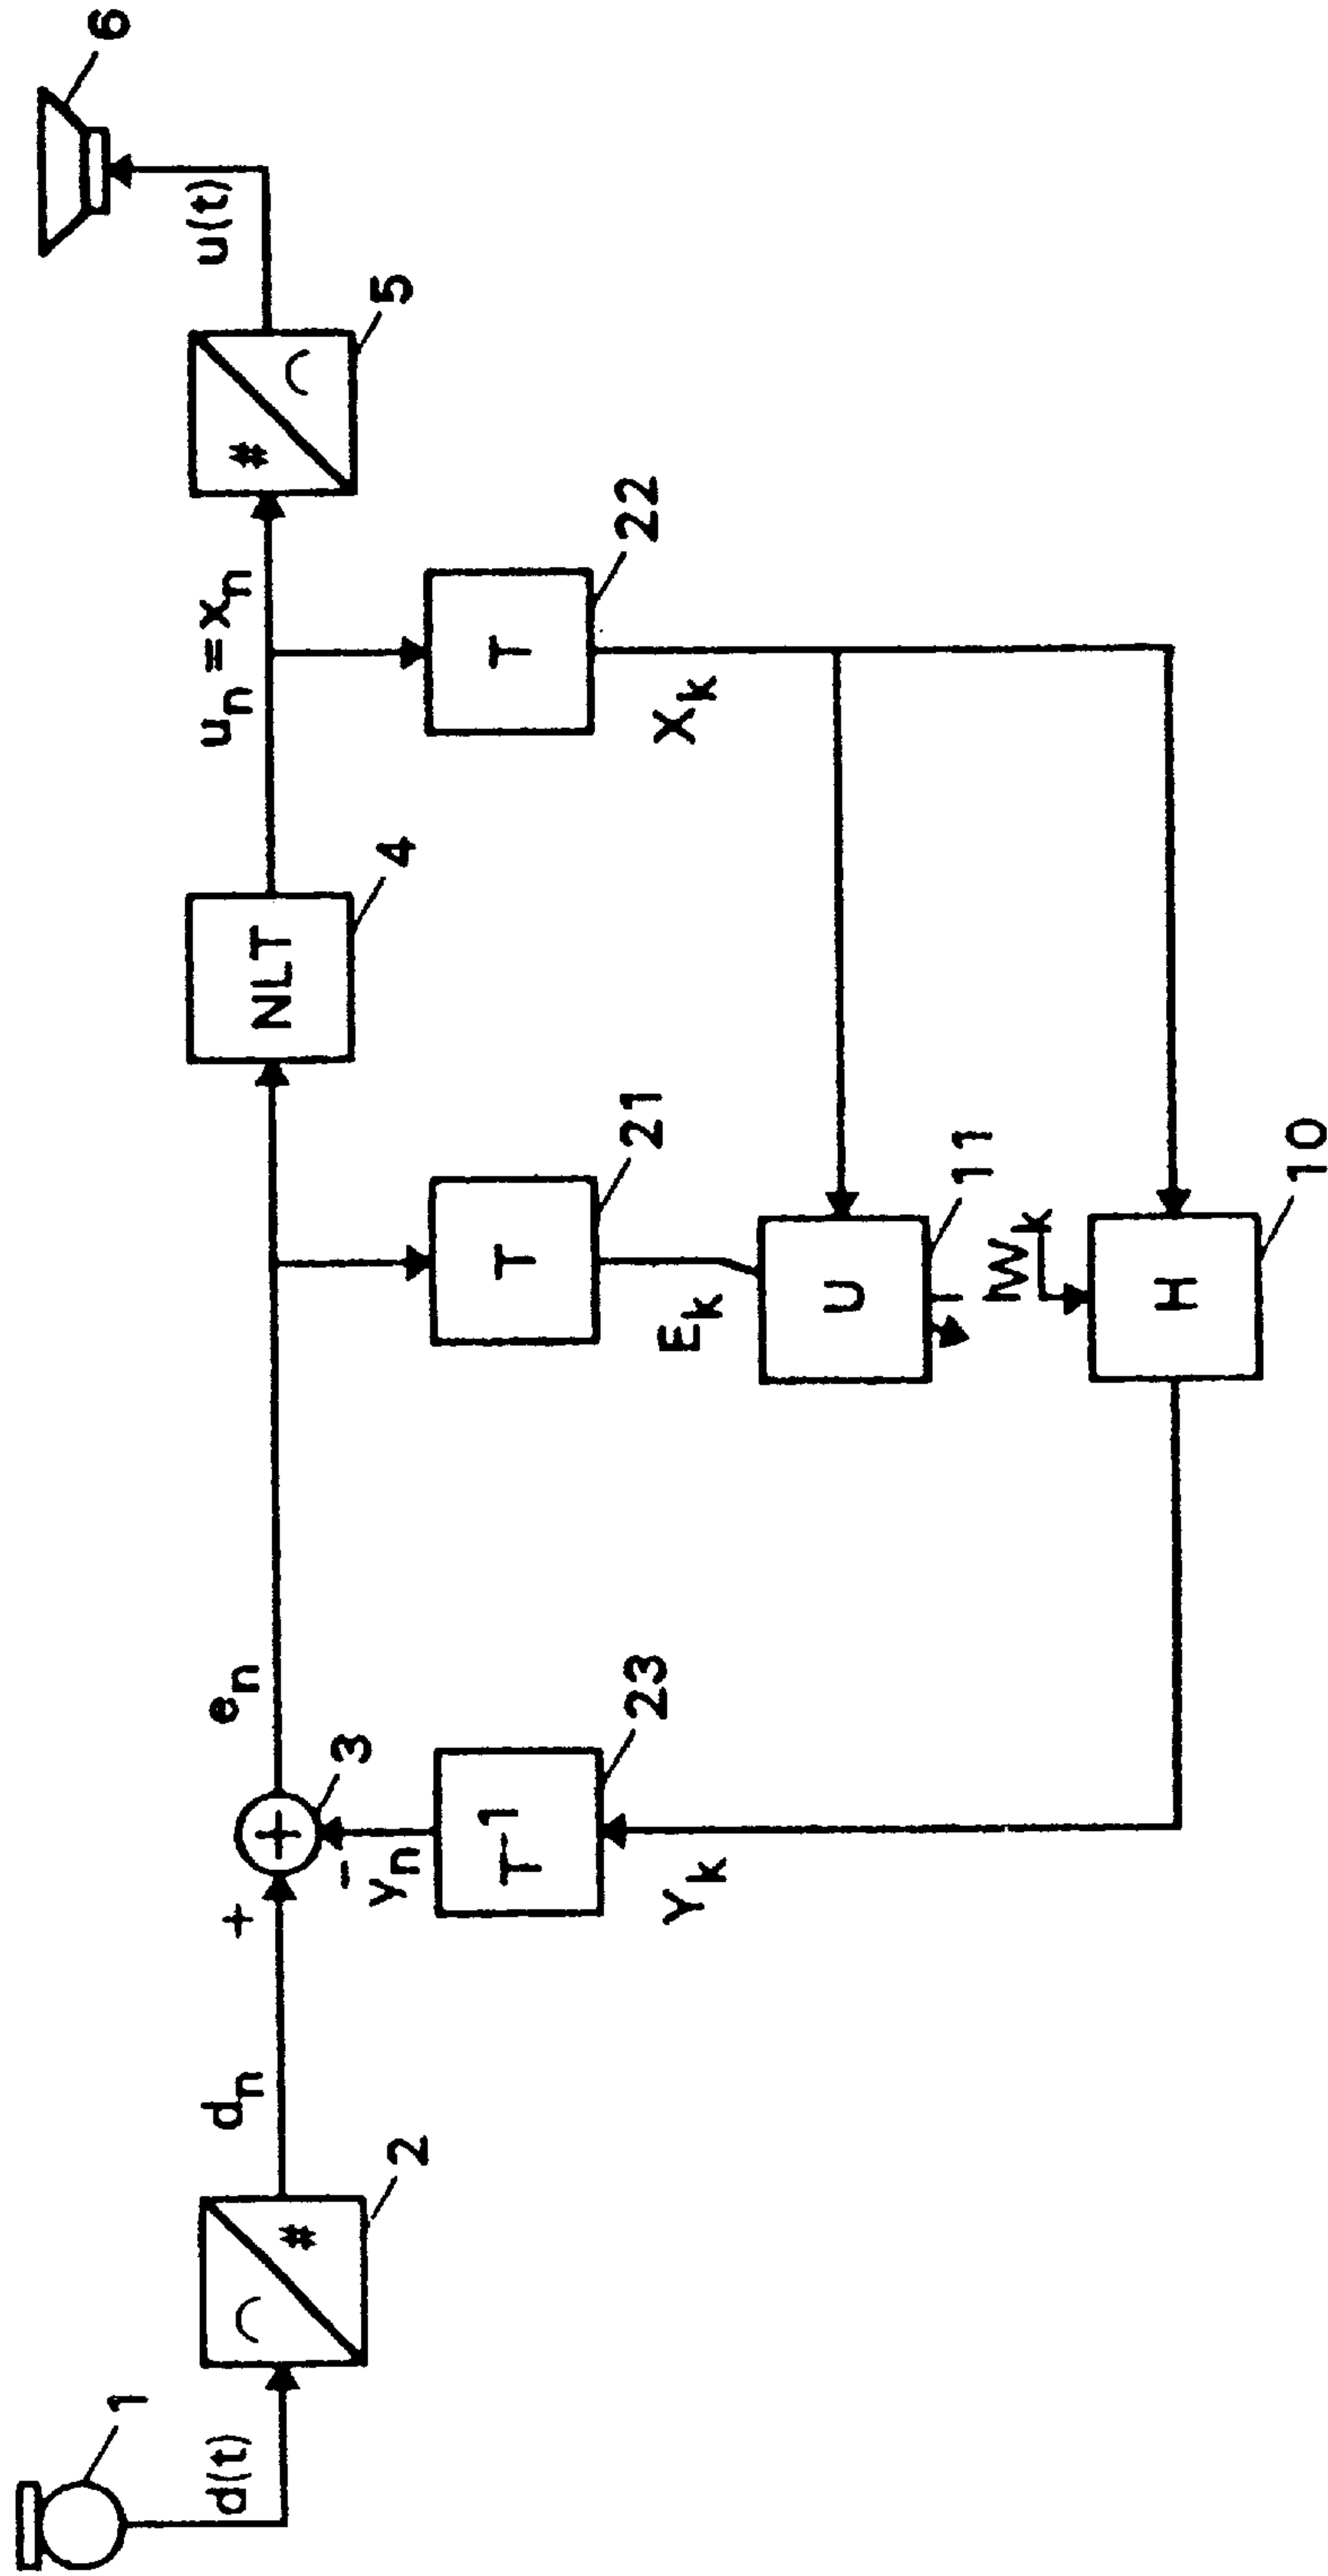 1
d(t)
#
2
d_n
+
-
3
e_n
y_n
T^-1
23
Y_k
NLT
4
T
21
E_k
U
11
W_k
H
10
u_n = x_n
T
22
X_k
#
5
u(t)
6